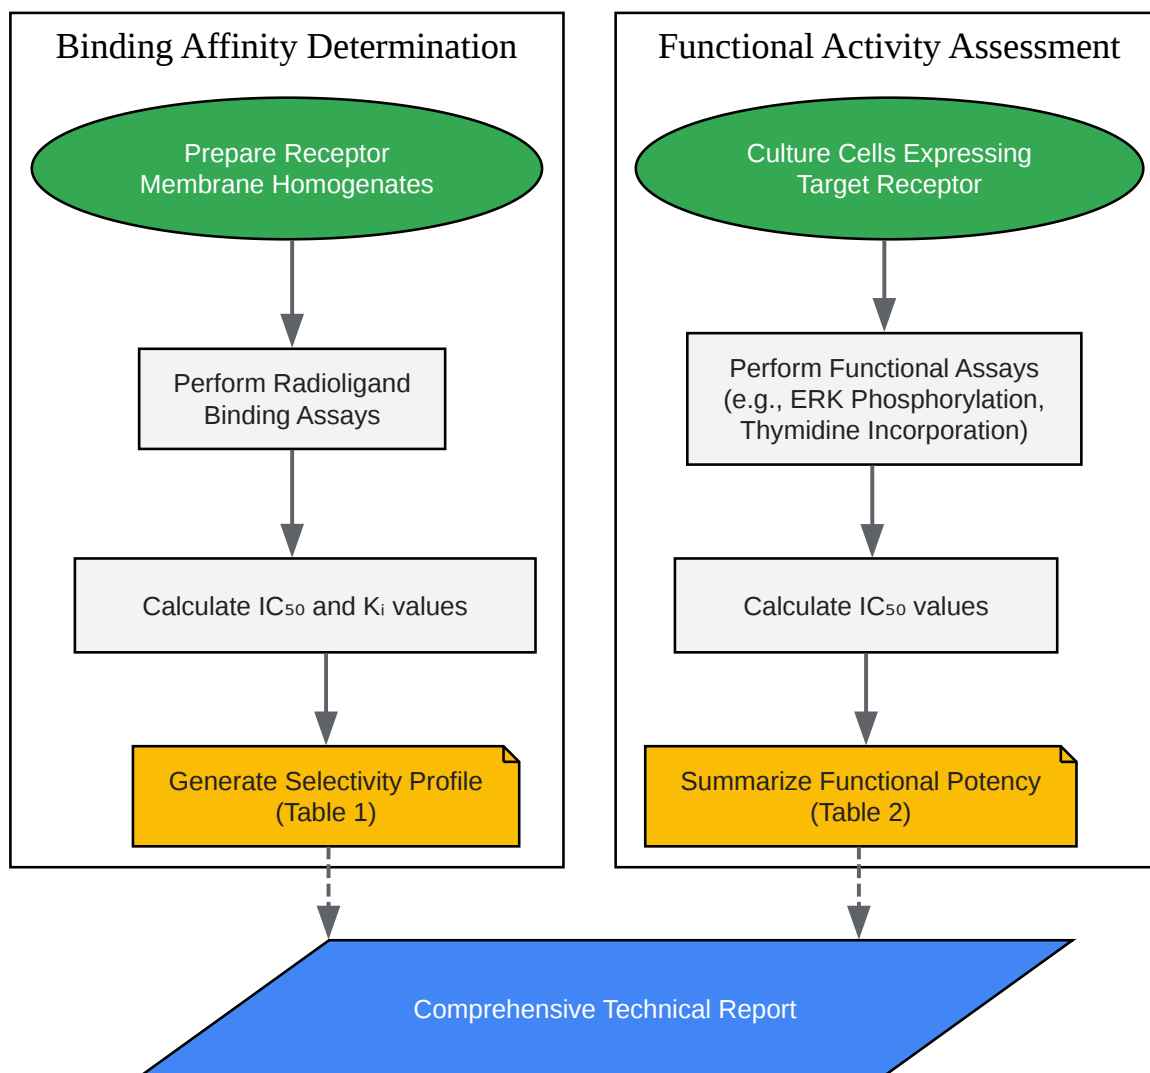 Binding Affinity Determination
Prepare Receptor
Membrane Homogenates
Perform Radioligand
Binding Assays
Calculate IC₅₀ and Kᵢ values
Generate Selectivity Profile
(Table 1)
Functional Activity Assessment
Culture Cells Expressing
Target Receptor
Perform Functional Assays
(e.g., ERK Phosphorylation,
Thymidine Incorporation)
Calculate IC₅₀ values
Summarize Functional Potency
(Table 2)
Comprehensive Technical Report